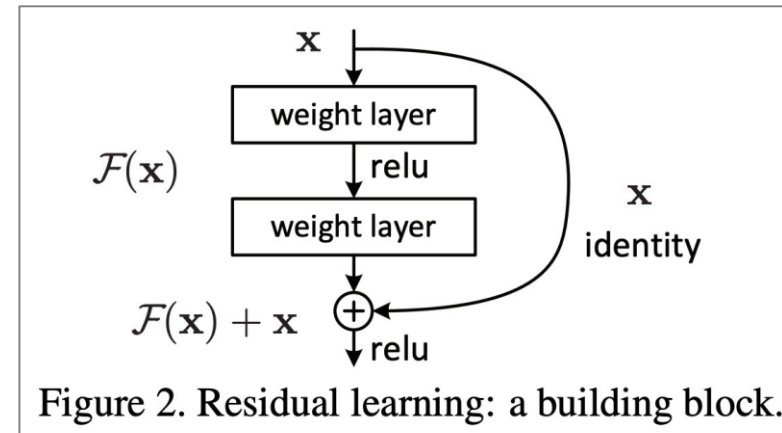 x
weight layer
F(x)
relu
x
weight layer
identity
F(x) + x
+
relu
Figure 2. Residual learning: a building block.